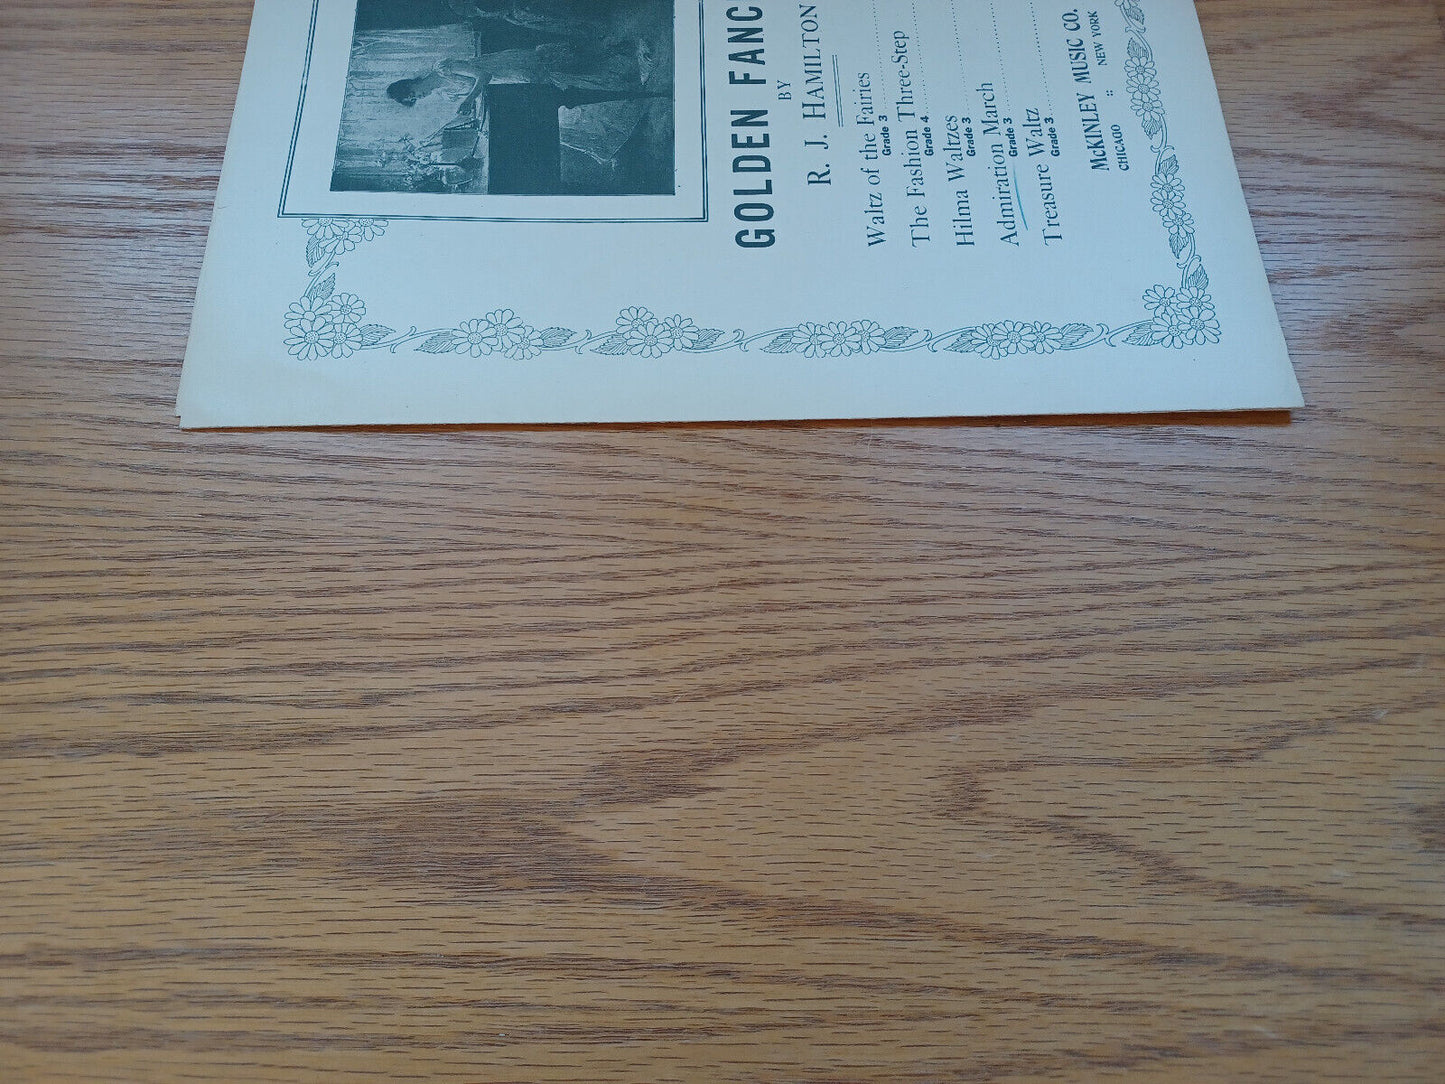 GOLDEN FANC
BY
R. J. HAMILTON
Waltz of the Fairies
Grade 3
The Fashion Three-Step
Grade 4
Hilma Waltzes
Grade 3
Admiration March
Grade 3
Treasure Waltz
Grade 3
McKINLEY MUSIC CO.
CHICAGO :: NEW YORK